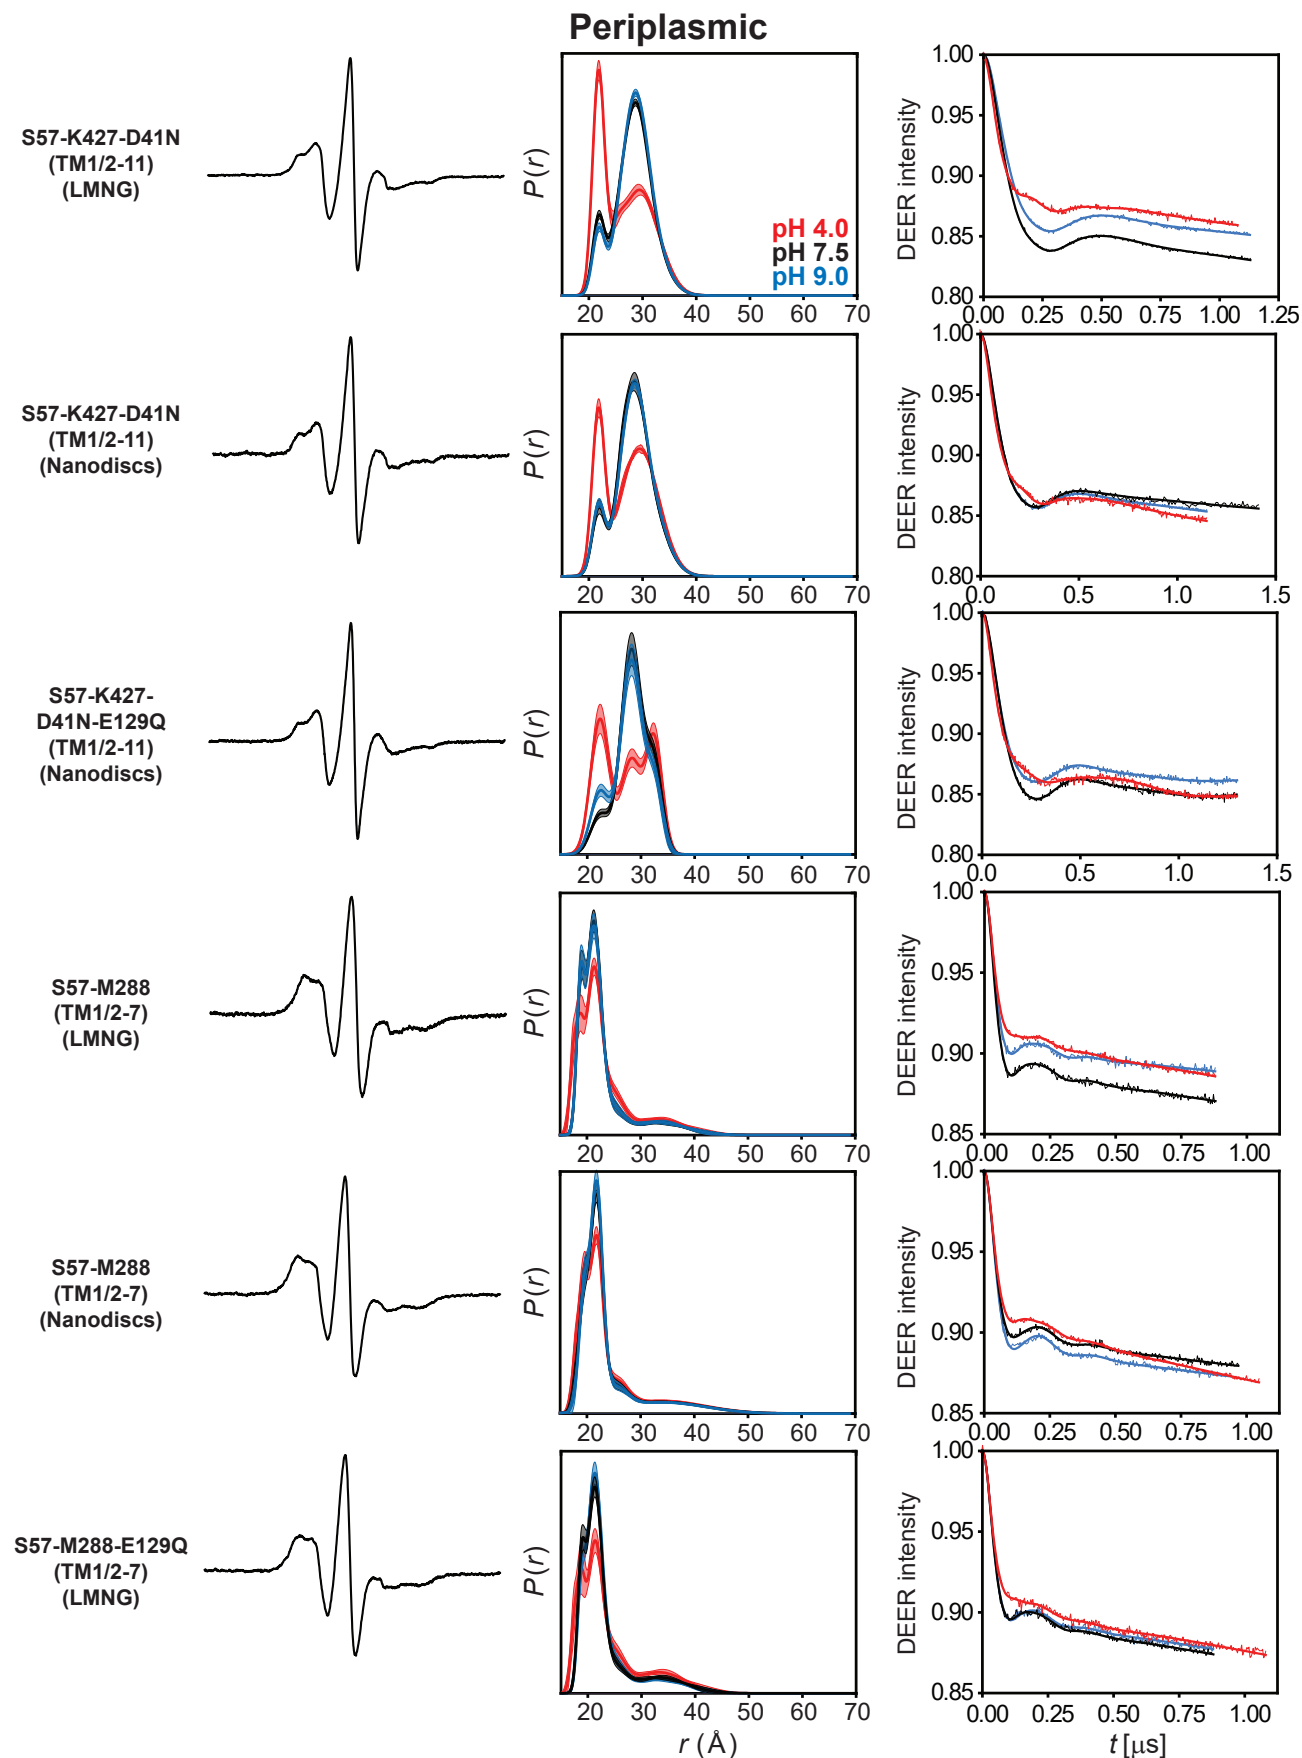 Periplasmic
S57-K427-D41N
(TM1/2-11)
(LMNG)
P(r)
pH 4.0
pH 7.5
pH 9.0
20 30 40 50 60 70
DEER intensity
1.00
0.95
0.90
0.85
0.80
0.00 0.25 0.50 0.75 1.00 1.25
S57-K427-D41N
(TM1/2-11)
(Nanodiscs)
P(r)
20 30 40 50 60 70
DEER intensity
1.00
0.95
0.90
0.85
0.80
0.0 0.5 1.0 1.5
S57-K427-
D41N-E129Q
(TM1/2-11)
(Nanodiscs)
P(r)
20 30 40 50 60 70
DEER intensity
1.00
0.95
0.90
0.85
0.80
0.0 0.5 1.0 1.5
S57-M288
(TM1/2-7)
(LMNG)
P(r)
20 30 40 50 60 70
DEER intensity
1.00
0.95
0.90
0.85
0.00 0.25 0.50 0.75 1.00
S57-M288
(TM1/2-7)
(Nanodiscs)
P(r)
20 30 40 50 60 70
DEER intensity
1.00
0.95
0.90
0.85
0.00 0.25 0.50 0.75 1.00
S57-M288-E129Q
(TM1/2-7)
(LMNG)
P(r)
20 30 40 50 60 70
r (Å)
DEER intensity
1.00
0.95
0.90
0.85
0.00 0.25 0.50 0.75 1.00
t [µs]